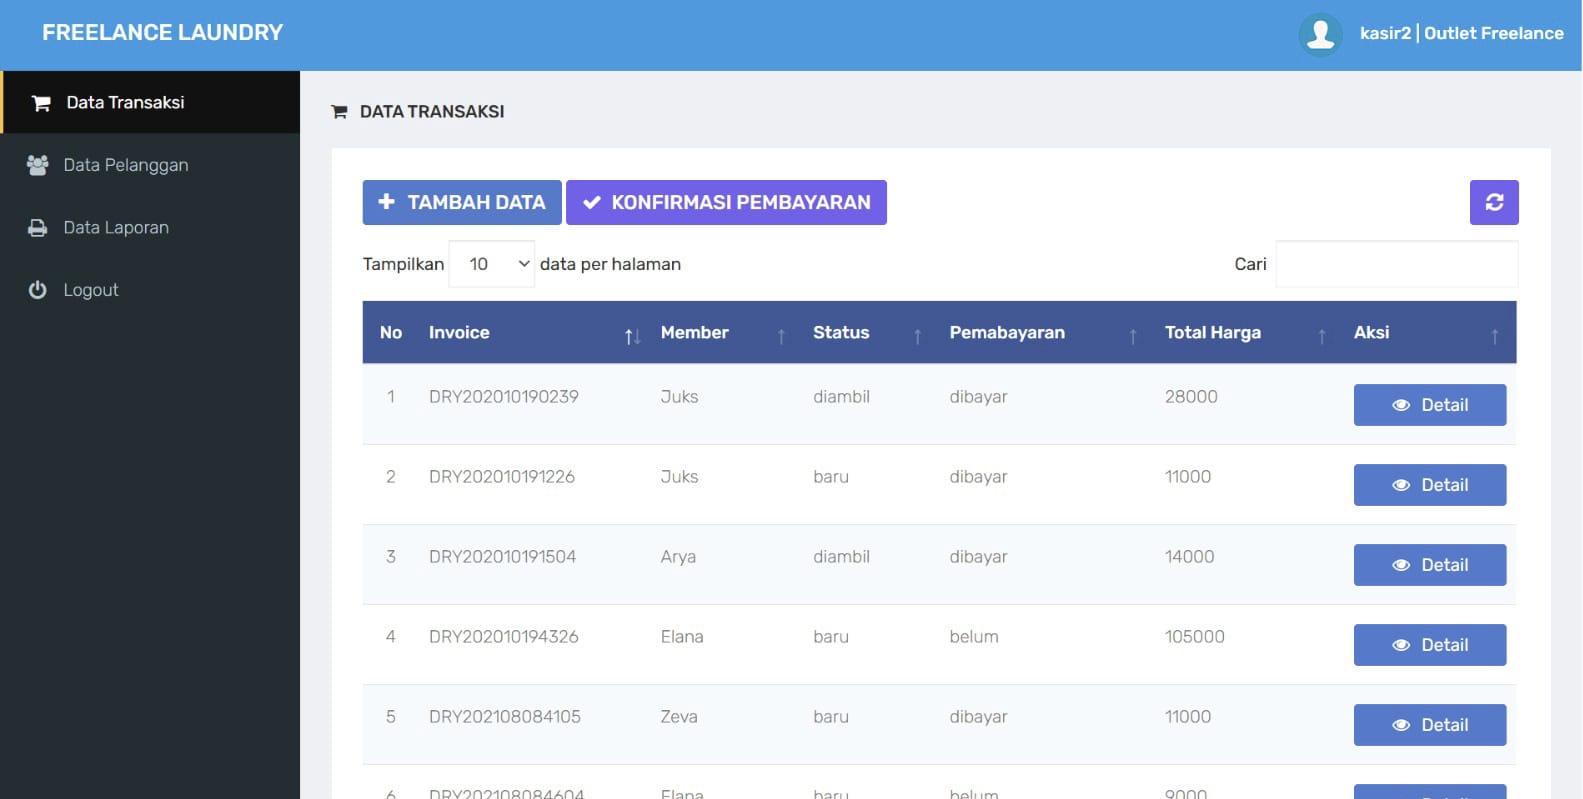 FREELANCE LAUNDRY
kasir2 | Outlet Freelance
Data Transaksi
Data Pelanggan
Data Laporan
Logout
DATA TRANSAKSI
TAMBAH DATA KONFIRMASI PEMBAYARAN
Tampilkan 10 data per halaman Cari
No Invoice Member Status Pemabayaran Total Harga Aksi
1 DRY202010190239 Juks diambil dibayar 28000 Detail
2 DRY202010191226 Juks baru dibayar 11000 Detail
3 DRY202010191504 Arya diambil dibayar 14000 Detail
4 DRY202010194326 Elana baru belum 105000 Detail
5 DRY202108084105 Zeva baru dibayar 11000 Detail
6 DRY202108084604 Elana baru belum 9000